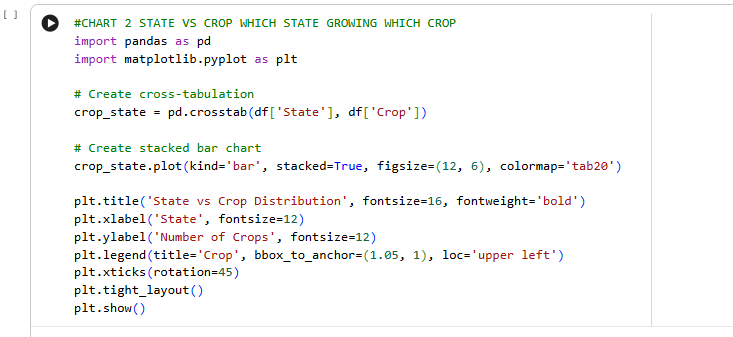 [ ]
#CHART 2 STATE VS CROP WHICH STATE GROWING WHICH CROP
import pandas as pd
import matplotlib.pyplot as plt
# Create cross-tabulation
crop_state = pd.crosstab(df['State'], df['Crop'])
# Create stacked bar chart
crop_state.plot(kind='bar', stacked=True, figsize=(12, 6), colormap='tab20')
plt.title('State vs Crop Distribution', fontsize=16, fontweight='bold')
plt.xlabel('State', fontsize=12)
plt.ylabel('Number of Crops', fontsize=12)
plt.legend(title='Crop', bbox_to_anchor=(1.05, 1), loc='upper left')
plt.xticks(rotation=45)
plt.tight_layout()
plt.show()